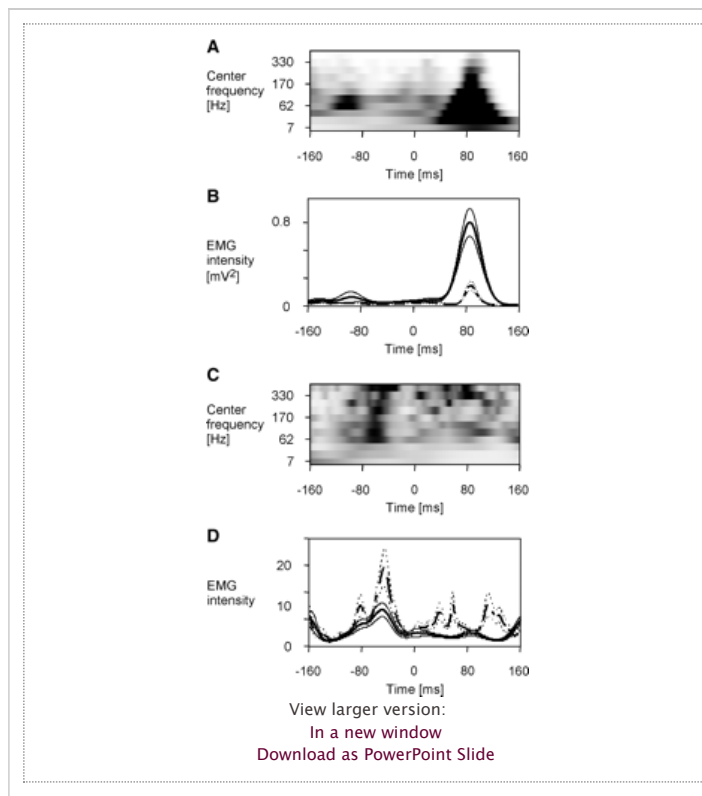 A
Center
frequency
[Hz]
330
170
62
7
-160 -80 0 80 160
Time [ms]
B
0.8
EMG
intensity
[mV²]
0
-160 -80 0 80 160
Time [ms]
C
Center
frequency
[Hz]
330
170
62
7
-160 -80 0 80 160
Time [ms]
D
20
EMG
intensity
10
0
-160 -80 0 80 160
Time [ms]
View larger version:
In a new window
Download as PowerPoint Slide